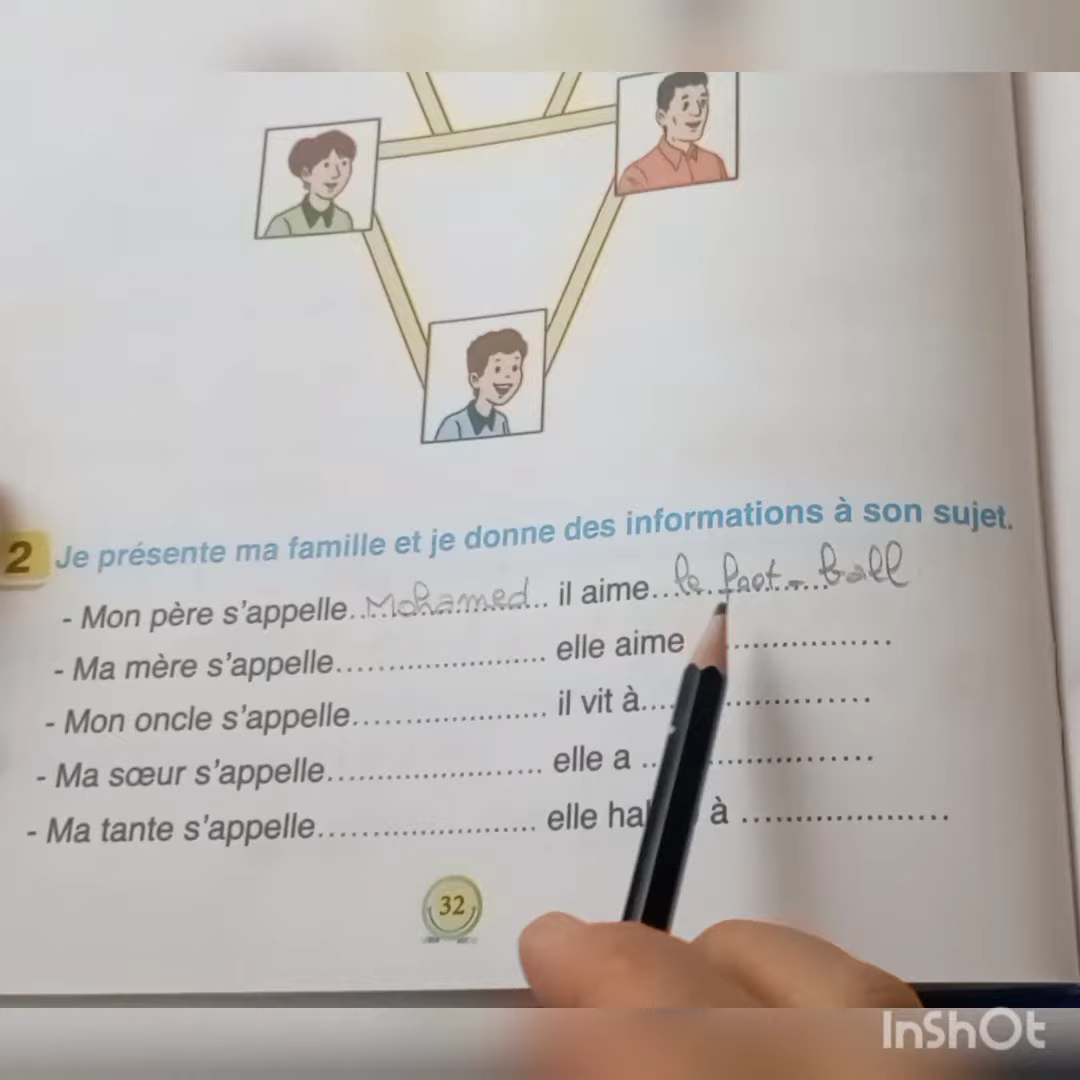 2 Je présente ma famille et je donne des informations à son sujet.
- Mon père s'appelle..Mohamed... il aime...le foot-ball
- Ma mère s'appelle...................... elle aime ..................
- Mon oncle s'appelle..................... il vit à........................
- Ma sœur s'appelle....................... elle a .........................
- Ma tante s'appelle........................ à ......................
32
InShOt